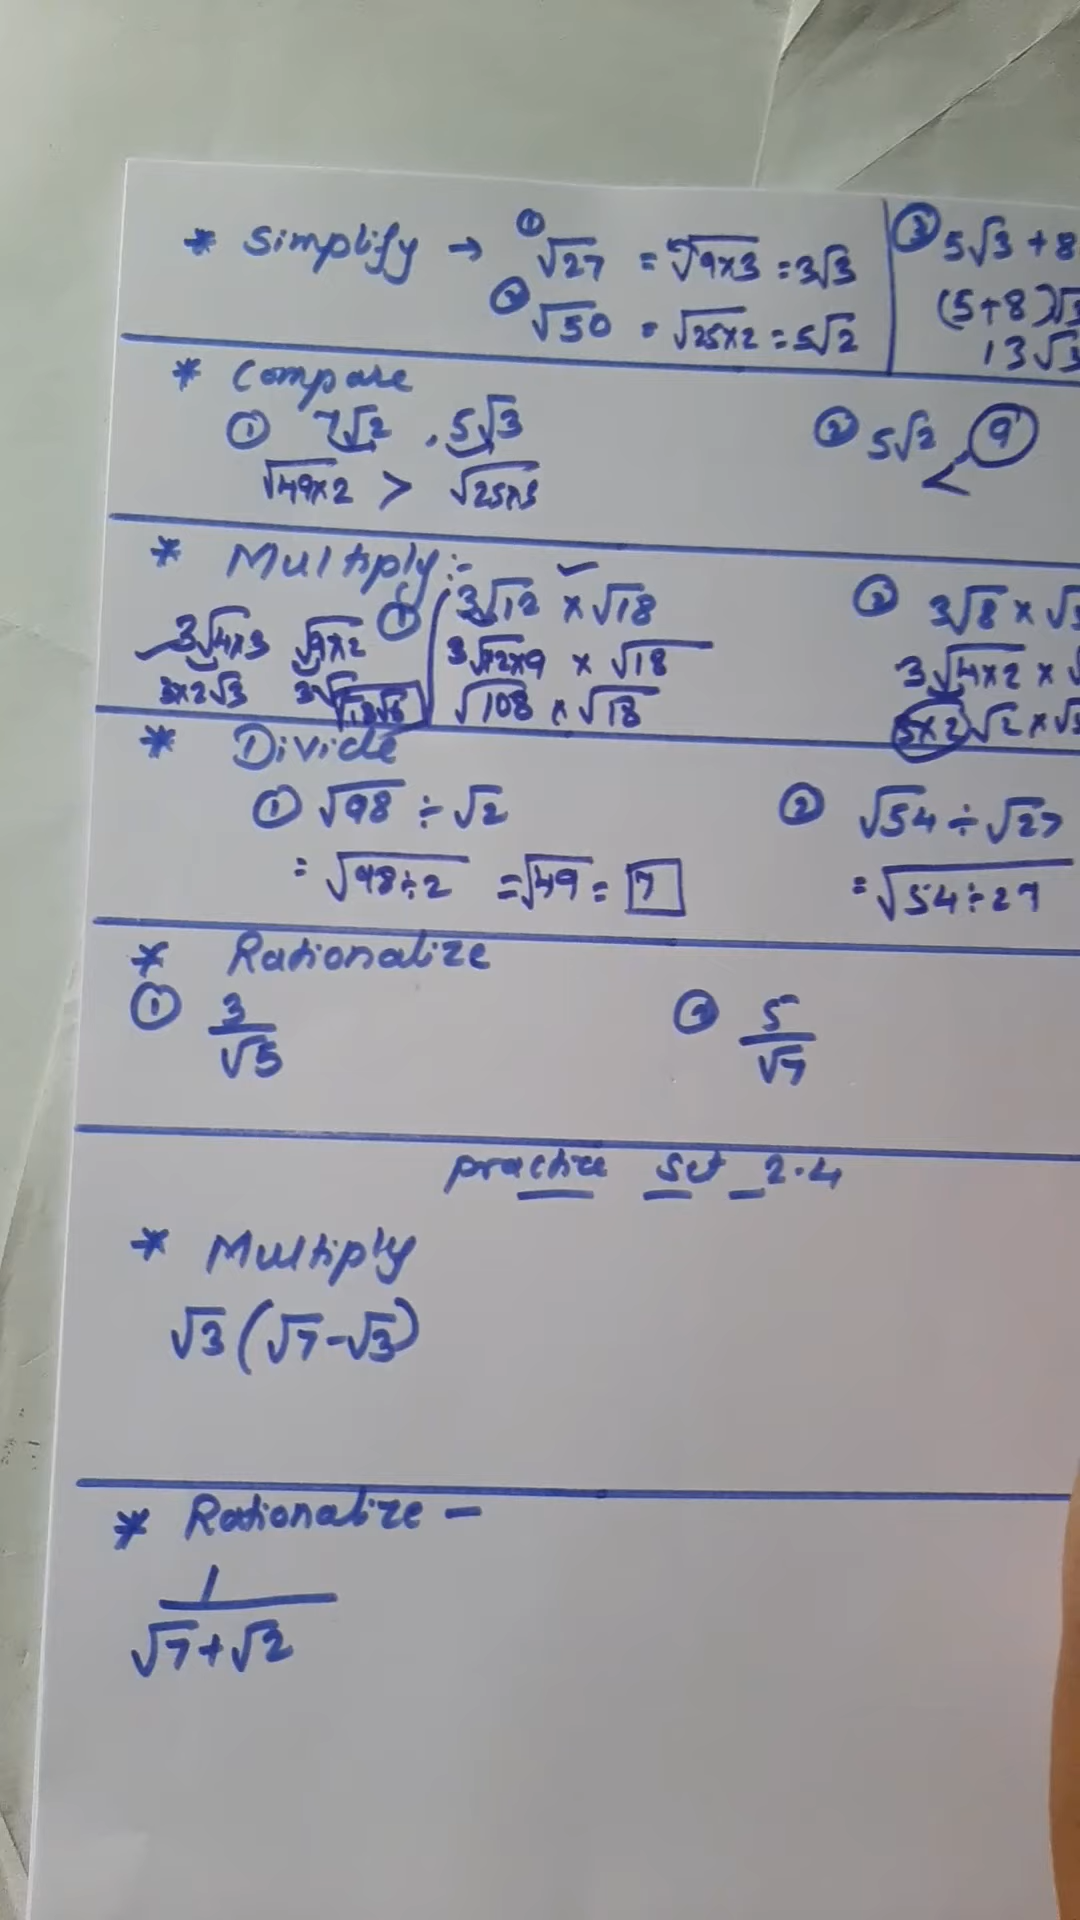 * Simplify → ① √27 = √9×3 = 3√3
② √50 = √25×2 = 5√2
③ 5√3 + 8
(5+8)√3
13√3
* Compare
① 7√2 , 5√3
√49×2 > √25×3
② 5√2 < 9
* Multiply :-
① 3√12 × √18
3√12×9 × √18
√108 × √18
3√4×3 √9×2
3×2√3 3√
② 3√8 × √3
3√4×2 × √
√2 × √3
* Divide
① √98 ÷ √2
= √98÷2 = √49 = 7
② √54 ÷ √27
= √54÷27
* Rationalize
① 3/√5
② 5/√7
practice set 2.4
* Multiply
√3(√7-√3)
* Rationalize -
1
√7+√2